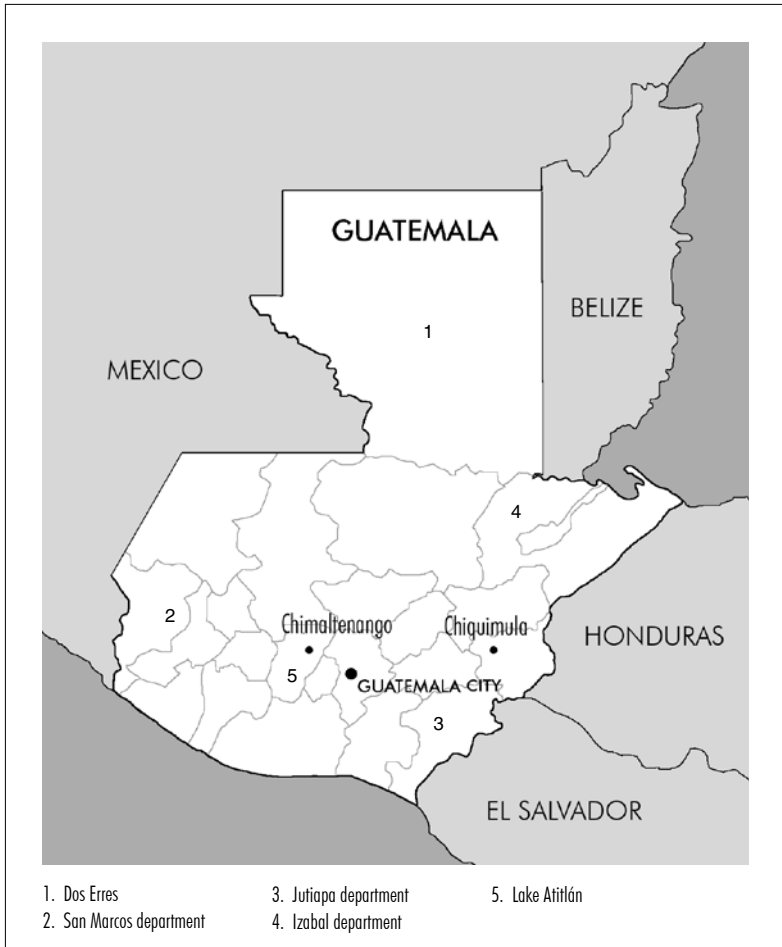 GUATEMALA
BELIZE
1
MEXICO
4
2
Chimaltenango
Chiquimula
HONDURAS
5
GUATEMALA CITY
3
EL SALVADOR
1. Dos Erres
2. San Marcos department
3. Jutiapa department
4. Izabal department
5. Lake Atitlán